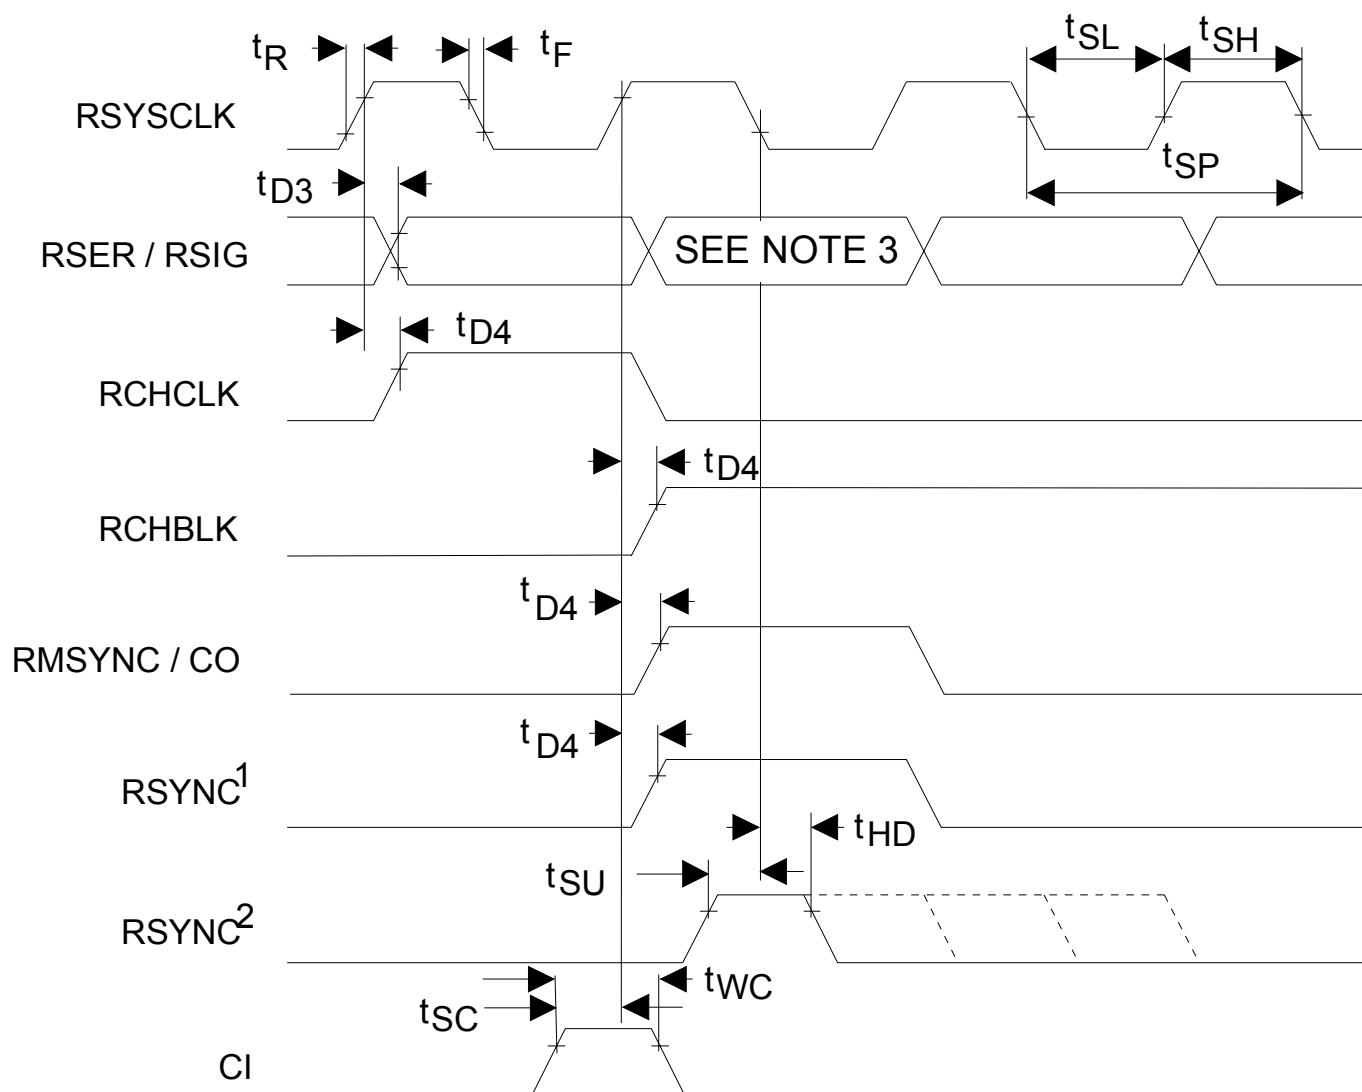 tR tF tSL tSH
RSYSCLK
tSP
tD3
RSER / RSIG SEE NOTE 3
tD4
RCHCLK
tD4
RCHBLK
tD4
RMSYNC / CO
tD4
RSYNC1
tHD
tSU
RSYNC2
tWC
tSC
CI